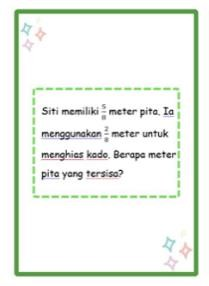 Siti memiliki 5/8 meter pita. Ia
menggunakan 2/8 meter untuk
menghias kado. Berapa meter
pita yang tersisa?